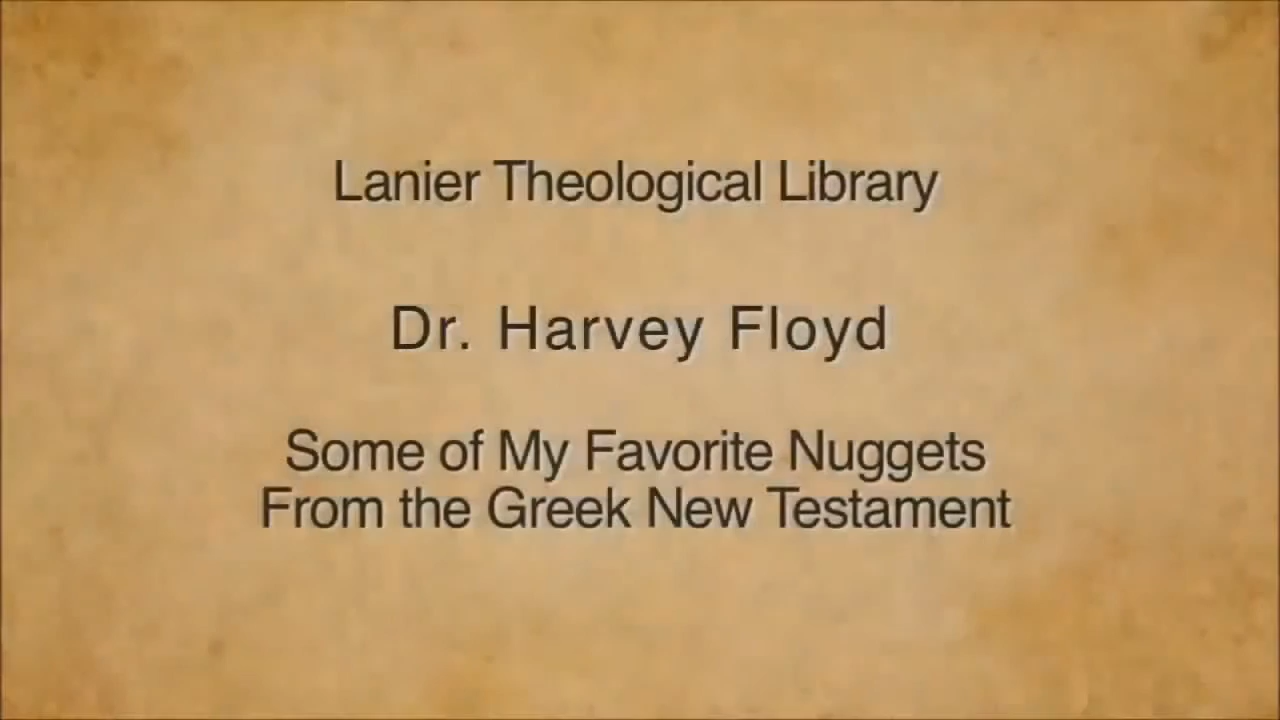 Lanier Theological Library
Dr. Harvey Floyd
Some of My Favorite Nuggets
From the Greek New Testament